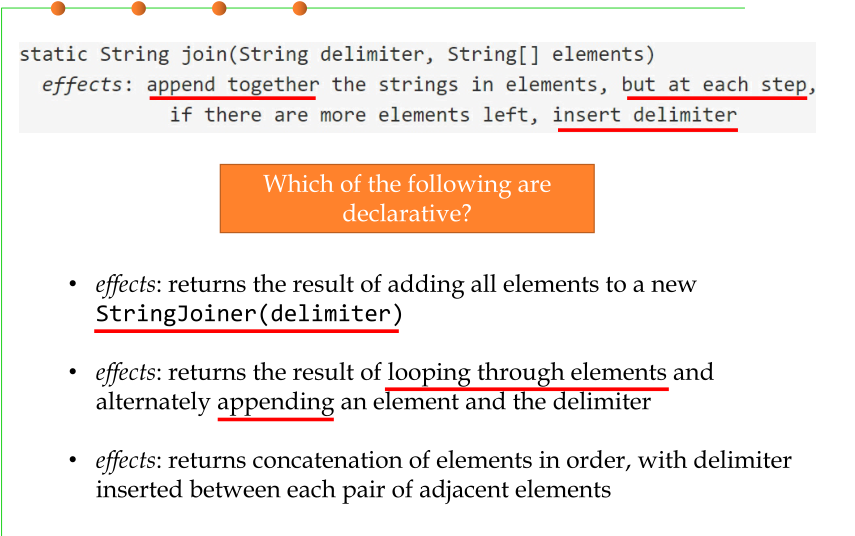 static String join(String delimiter, String[] elements)
effects: append together the strings in elements, but at each step,
if there are more elements left, insert delimiter
Which of the following are
declarative?
• effects: returns the result of adding all elements to a new
StringJoiner(delimiter)
• effects: returns the result of looping through elements and
alternately appending an element and the delimiter
• effects: returns concatenation of elements in order, with delimiter
inserted between each pair of adjacent elements